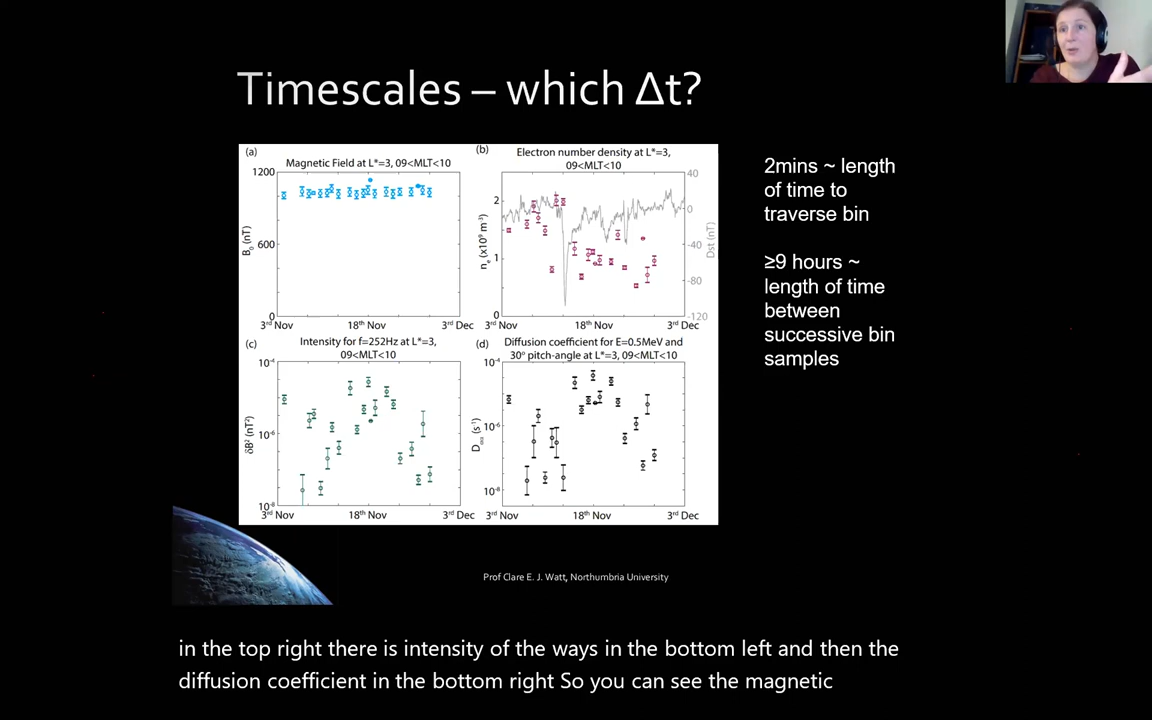 Timescales – which Δt?
(a)
Magnetic Field at L*=3, 09<MLT<10
1200
600
0
B₀ (nT)
3rd Nov 18th Nov 3rd Dec
(b)
Electron number density at L*=3,
09<MLT<10
2
1
0
nₑ (x10⁹ m⁻³)
40
0
-40
-80
-120
Dst (nT)
3rd Nov 18th Nov 3rd Dec
(c)
Intensity for f=252Hz at L*=3,
09<MLT<10
10⁻⁴
10⁻⁶
10⁻⁸
δB² (nT²)
3rd Nov 18th Nov 3rd Dec
(d)
Diffusion coefficient for E=0.5MeV and
30° pitch-angle at L*=3, 09<MLT<10
10⁻⁴
10⁻⁶
10⁻⁸
Dαα (s⁻¹)
3rd Nov 18th Nov 3rd Dec
2mins ~ length
of time to
traverse bin
≥9 hours ~
length of time
between
successive bin
samples
Prof Clare E. J. Watt, Northumbria University
in the top right there is intensity of the ways in the bottom left and then the
diffusion coefficient in the bottom right So you can see the magnetic